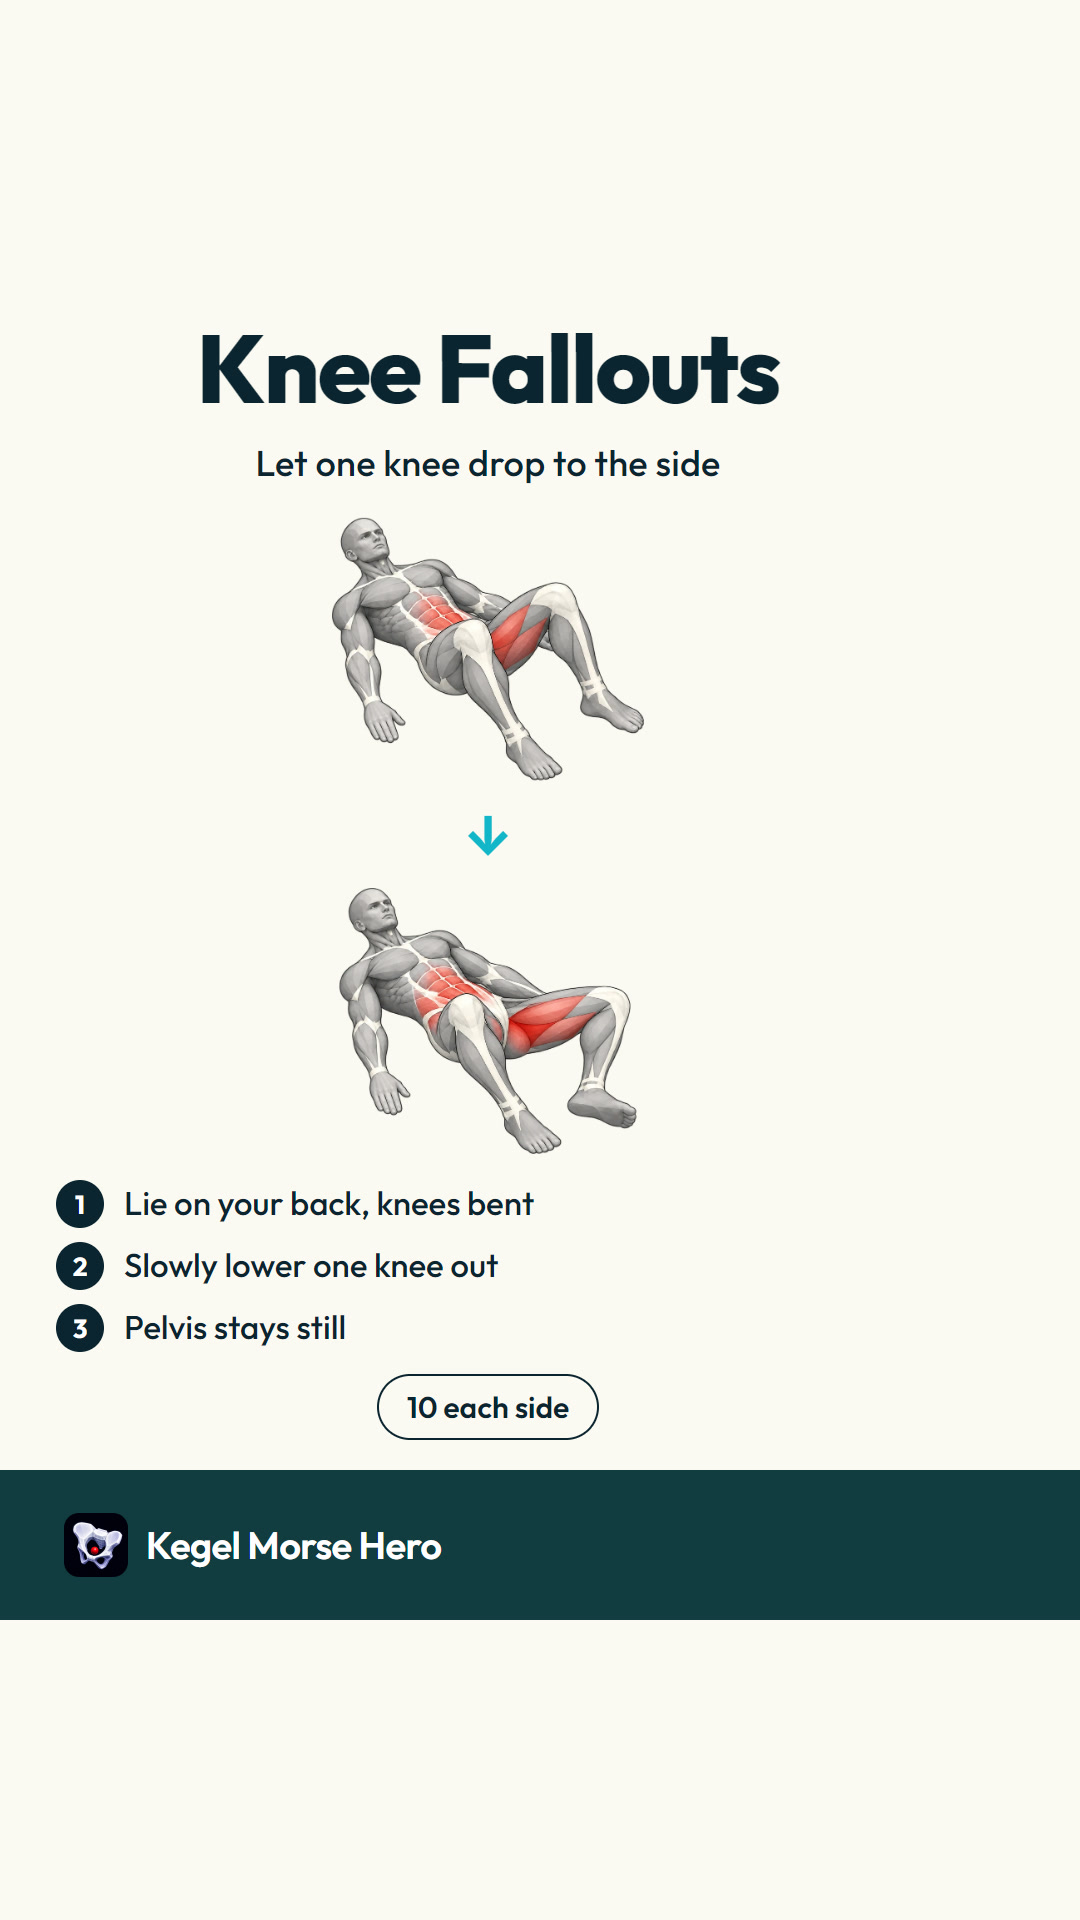 Knee Fallouts
Let one knee drop to the side
1 Lie on your back, knees bent
2 Slowly lower one knee out
3 Pelvis stays still
10 each side
Kegel Morse Hero